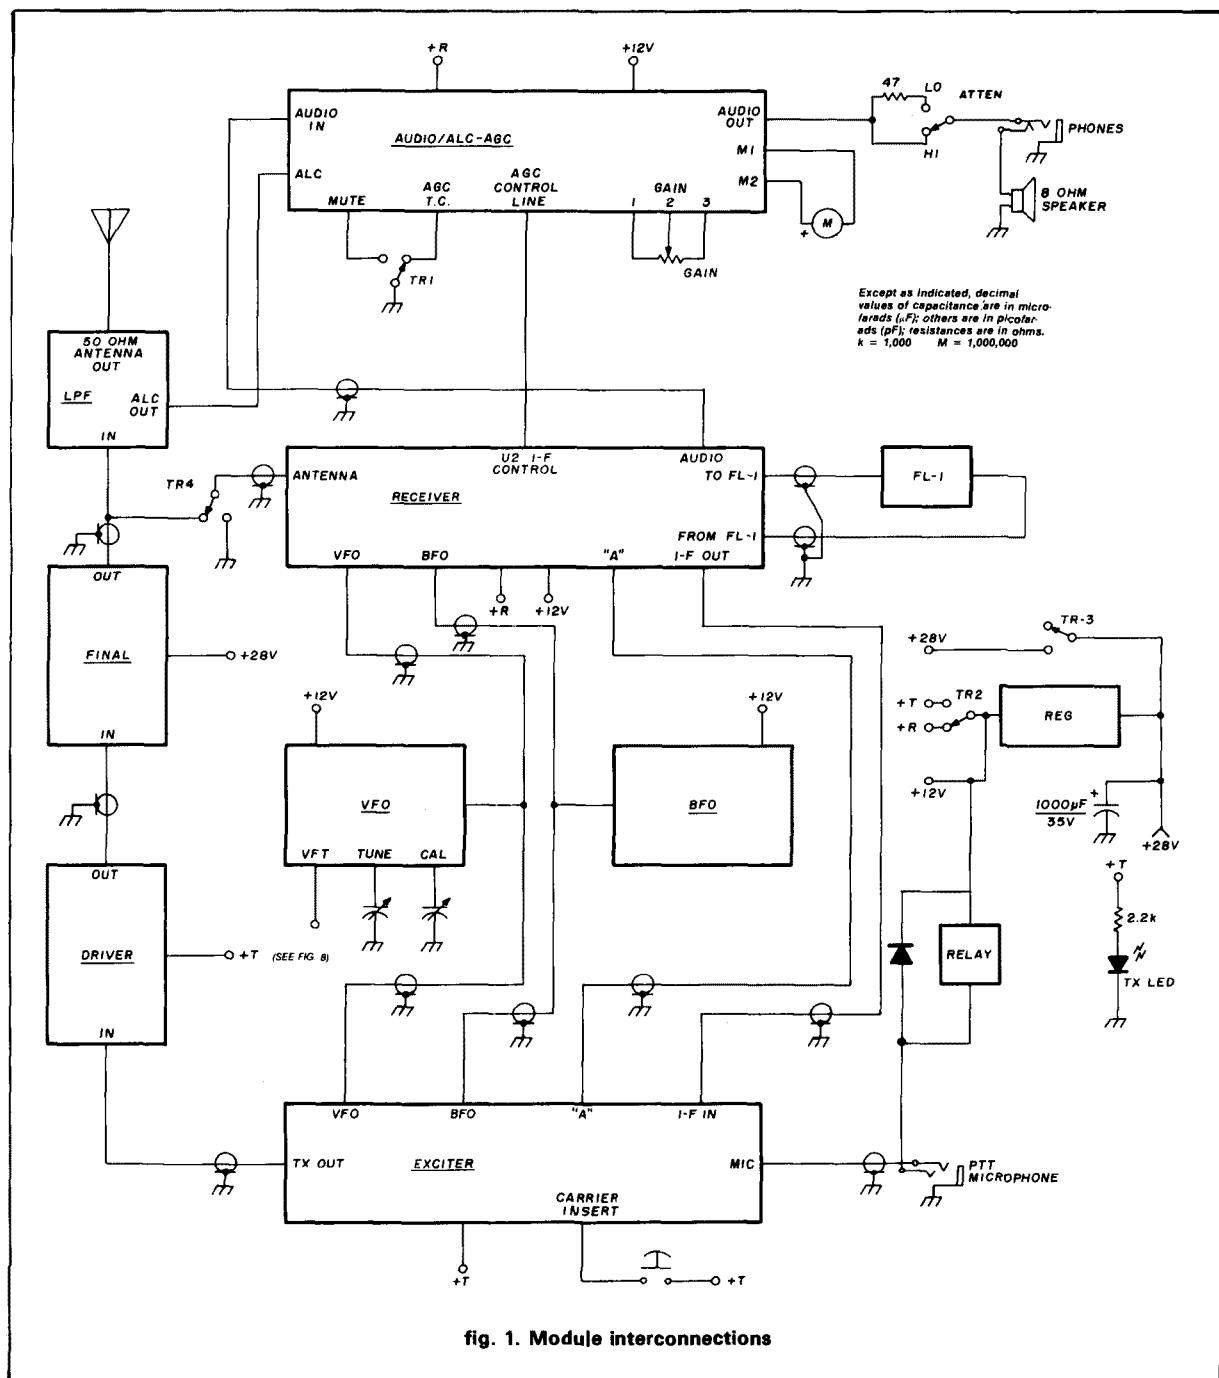 +R
+12V
47
LO
ATTEN
HI
PHONES
8 OHM
SPEAKER
AUDIO
IN
ALC
AUDIO/ALC-AGC
AUDIO
OUT
M1
M2
MUTE
AGC
T.C.
AGC
CONTROL
LINE
GAIN
1 2 3
+
M
TR1
GAIN
Except as indicated, decimal
values of capacitance are in micro-
farads (μF); others are in picofar-
ads (pF); resistances are in ohms.
k = 1,000 M = 1,000,000
50 OHM
ANTENNA
OUT
LPF
ALC
OUT
IN
TR4
ANTENNA
U2 I-F
CONTROL
AUDIO
TO FL-1
RECEIVER
FROM FL-1
VFO
BFO
"A"
I-F OUT
FL-1
+R
+12V
OUT
FINAL
+28V
IN
+12V
VFO
VFT
TUNE
CAL
+12V
BFO
TR-3
+28V
+T
TR2
+R
REG
+12V
1000μF
35V
+
+28V
+T
2.2k
TX LED
RELAY
OUT
DRIVER
+T
(SEE FIG. 8)
IN
VFO
BFO
"A"
I-F IN
TX OUT
EXCITER
MIC
CARRIER
INSERT
PTT
MICROPHONE
+T
+T
fig. 1. Module interconnections